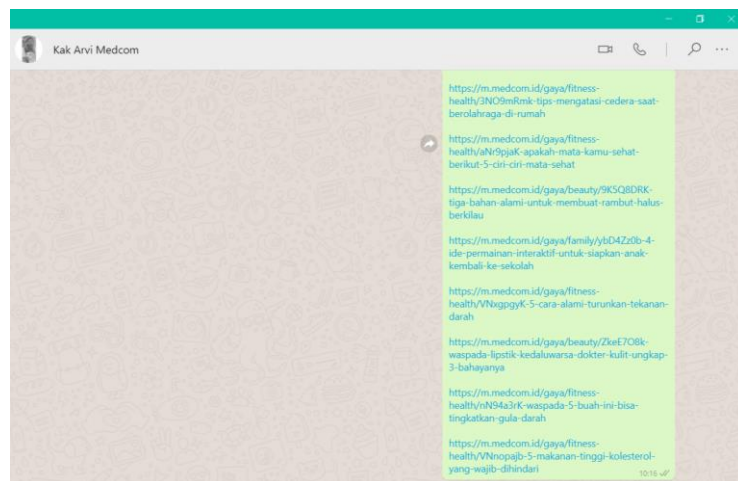 Kak Arvi Medcom
https://m.medcom.id/gaya/fitness-
health/3NO9mRmk-tips-mengatasi-cedera-saat-
berolahraga-di-rumah
https://m.medcom.id/gaya/fitness-
health/aNr9pjaK-apakah-mata-kamu-sehat-
berikut-5-ciri-ciri-mata-sehat
https://m.medcom.id/gaya/beauty/9K5Q8DRK-
tiga-bahan-alami-untuk-membuat-rambut-halus-
berkilau
https://m.medcom.id/gaya/family/ybD4Zz0b-4-
ide-permainan-interaktif-untuk-siapkan-anak-
kembali-ke-sekolah
https://m.medcom.id/gaya/fitness-
health/VNxgpgyK-5-cara-alami-turunkan-tekanan-
darah
https://m.medcom.id/gaya/beauty/ZkeE7O8k-
waspada-lipstik-kedaluwarsa-dokter-kulit-ungkap-
3-bahayanya
https://m.medcom.id/gaya/fitness-
health/nN94a3rK-waspada-5-buah-ini-bisa-
tingkatkan-gula-darah
https://m.medcom.id/gaya/fitness-
health/VNnopajb-5-makanan-tinggi-kolesterol-
yang-wajib-dihindari
10:16